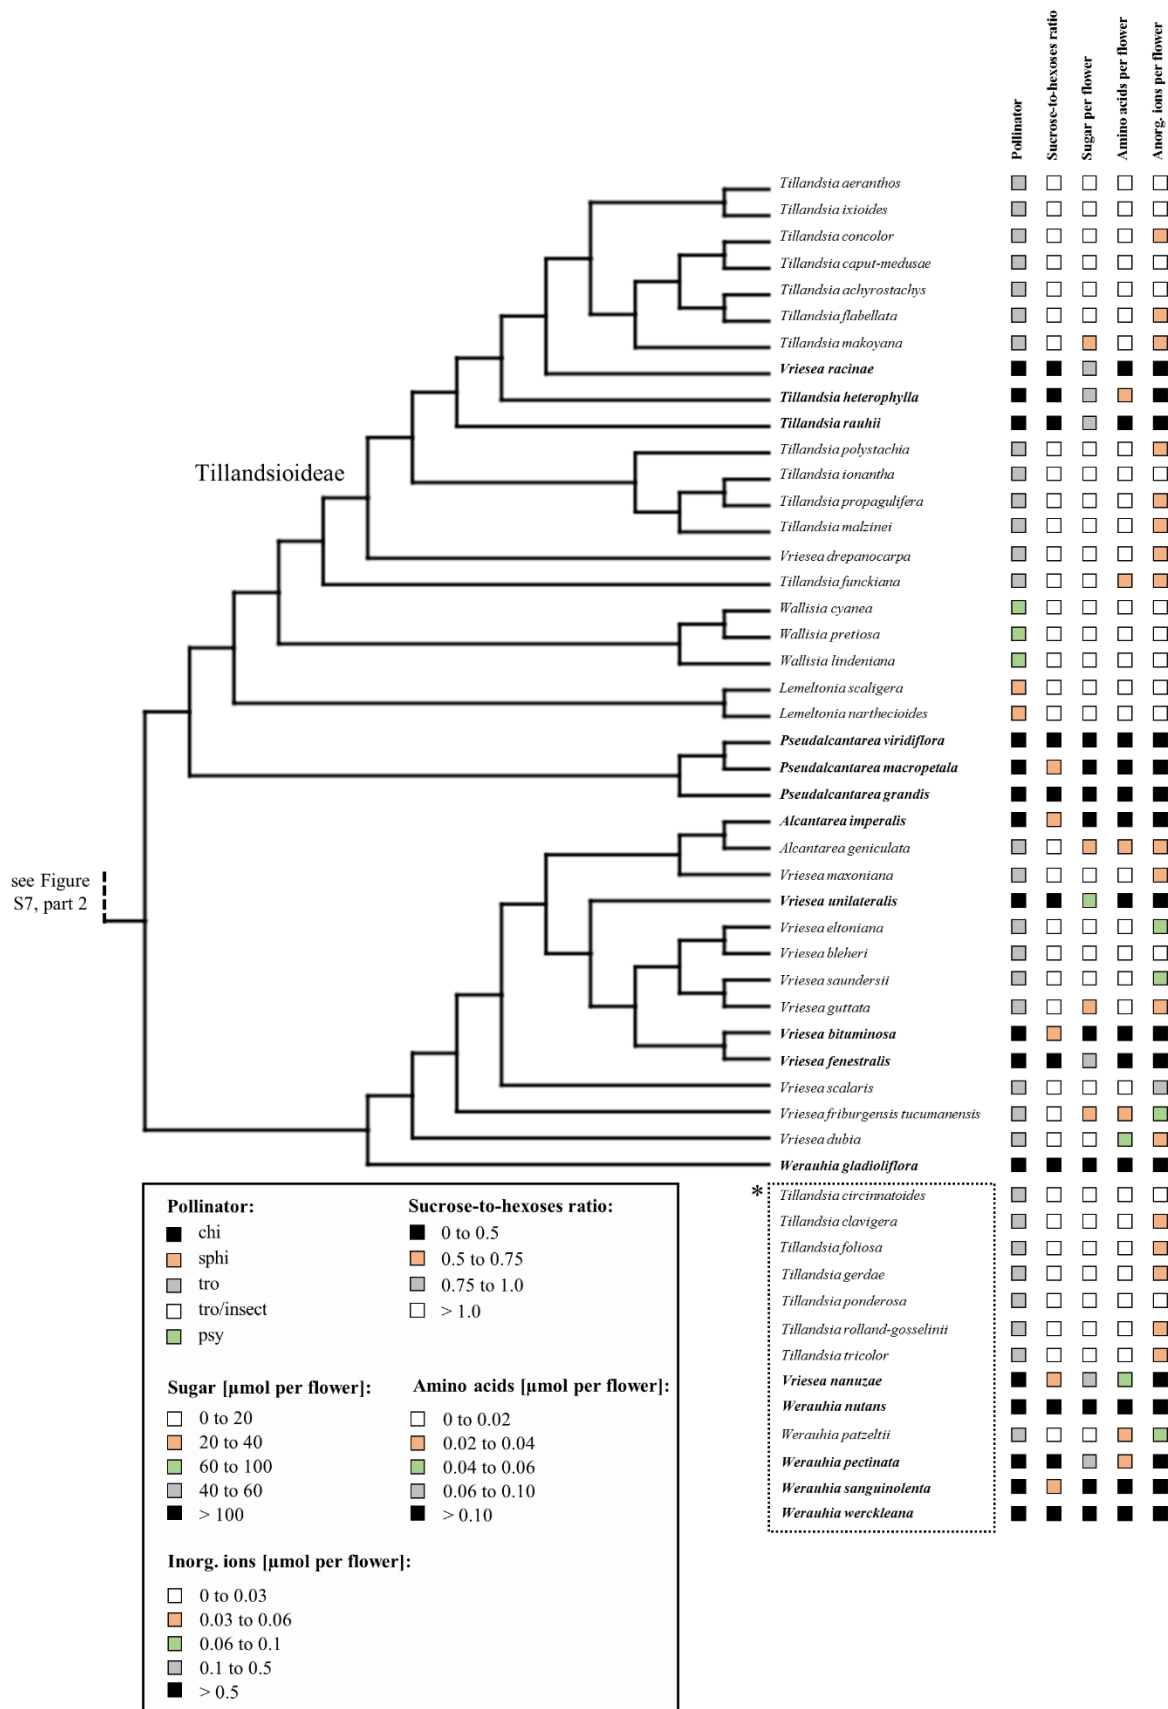 Pollinator
Sucrose-to-hexoses ratio
Sugar per flower
Amino acids per flower
Anorg. ions per flower
Tillandsia aeranthos
Tillandsia ixioides
Tillandsia concolor
Tillandsia caput-medusae
Tillandsia achyrostachys
Tillandsia flabellata
Tillandsia makoyana
Vriesea racinae
Tillandsia heterophylla
Tillandsia rauhii
Tillandsia polystachia
Tillandsioideae
Tillandsia ionantha
Tillandsia propagulifera
Tillandsia malzinei
Vriesea drepanocarpa
Tillandsia funckiana
Wallisia cyanea
Wallisia pretiosa
Wallisia lindeniana
Lemeltonia scaligera
Lemeltonia narthecioides
Pseudalcantarea viridiflora
Pseudalcantarea macropetala
Pseudalcantarea grandis
Alcantarea imperalis
Alcantarea geniculata
Vriesea maxoniana
see Figure
S7, part 2
Vriesea unilateralis
Vriesea eltoniana
Vriesea bleheri
Vriesea saundersii
Vriesea guttata
Vriesea bituminosa
Vriesea fenestralis
Vriesea scalaris
Vriesea friburgensis tucumanensis
Vriesea dubia
Werauhia gladioliflora
*
Tillandsia circinnatoides
Tillandsia clavigera
Tillandsia foliosa
Tillandsia gerdae
Tillandsia ponderosa
Tillandsia rolland-gosselinii
Tillandsia tricolor
Vriesea nanuzae
Werauhia nutans
Werauhia patzeltii
Werauhia pectinata
Werauhia sanguinolenta
Werauhia werckleana
Pollinator:
chi
sphi
tro
tro/insect
psy
Sucrose-to-hexoses ratio:
0 to 0.5
0.5 to 0.75
0.75 to 1.0
> 1.0
Sugar [µmol per flower]:
0 to 20
20 to 40
60 to 100
40 to 60
> 100
Amino acids [µmol per flower]:
0 to 0.02
0.02 to 0.04
0.04 to 0.06
0.06 to 0.10
> 0.10
Inorg. ions [µmol per flower]:
0 to 0.03
0.03 to 0.06
0.06 to 0.1
0.1 to 0.5
> 0.5